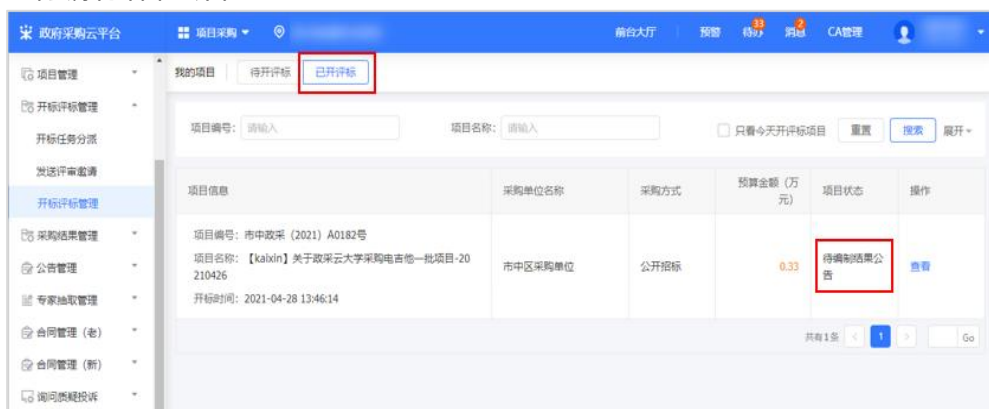 政府采购云平台
项目采购
前台大厅
预警
待办
33
消息
2
CA管理
项目管理
开标评标管理
开标任务分派
发送评审邀请
开标评标管理
采购结果管理
公告管理
专家抽取管理
合同管理（老）
合同管理（新）
询问质疑投诉
我的项目
待开评标
已开评标
项目编号： 请输入
项目名称： 请输入
只看今天开评标项目
重置
搜索
展开
项目信息
采购单位名称
采购方式
预算金额（万
元）
项目状态
操作
项目编号：市中政采（2021）A0182号
项目名称：【kaixin】关于政采云大学采购电吉他一批项目-20
210426
开标时间：2021-04-28 13:46:14
市中区采购单位
公开招标
0.33
待编制结果公
告
查看
共有1条
1
Go